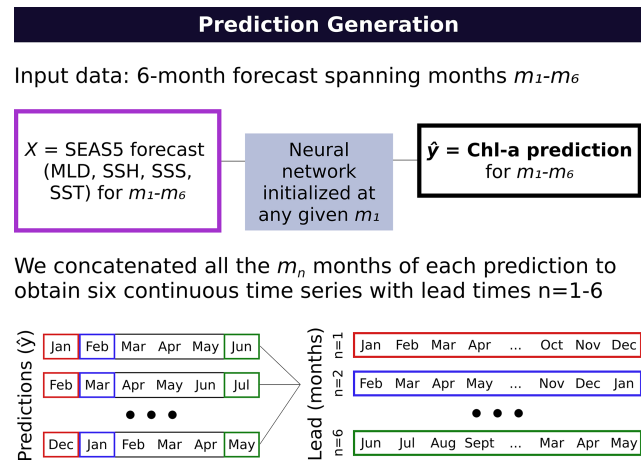 Prediction Generation
Input data: 6-month forecast spanning months m₁-m₆
X = SEAS5 forecast
(MLD, SSH, SSS,
SST) for m₁-m₆
Neural
network
initialized at
any given m₁
ŷ = Chl-a prediction
for m₁-m₆
We concatenated all the mₙ months of each prediction to
obtain six continuous time series with lead times n=1-6
Predictions (ŷ)
Jan Feb Mar Apr May Jun
Feb Mar Apr May Jun Jul
• • •
Dec Jan Feb Mar Apr May
Lead (months)
n=1
Jan Feb Mar Apr ... Oct Nov Dec
n=2
Feb Mar Apr May ... Nov Dec Jan
• • •
n=6
Jun Jul Aug Sept ... Mar Apr May